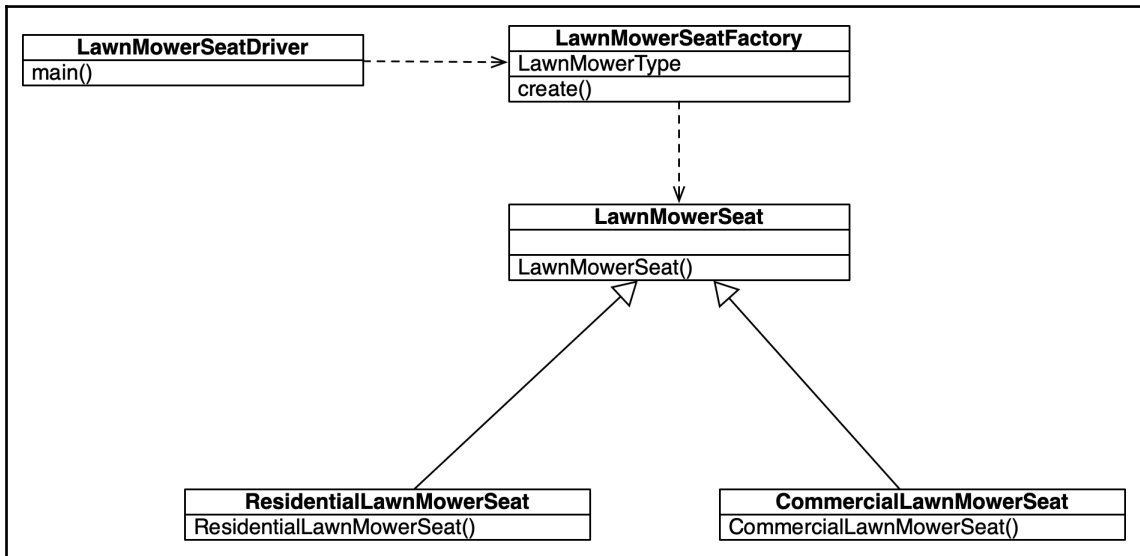 LawnMowerSeatDriver
main()
LawnMowerSeatFactory
LawnMowerType
create()
LawnMowerSeat
LawnMowerSeat()
ResidentialLawnMowerSeat
ResidentialLawnMowerSeat()
CommercialLawnMowerSeat
CommercialLawnMowerSeat()